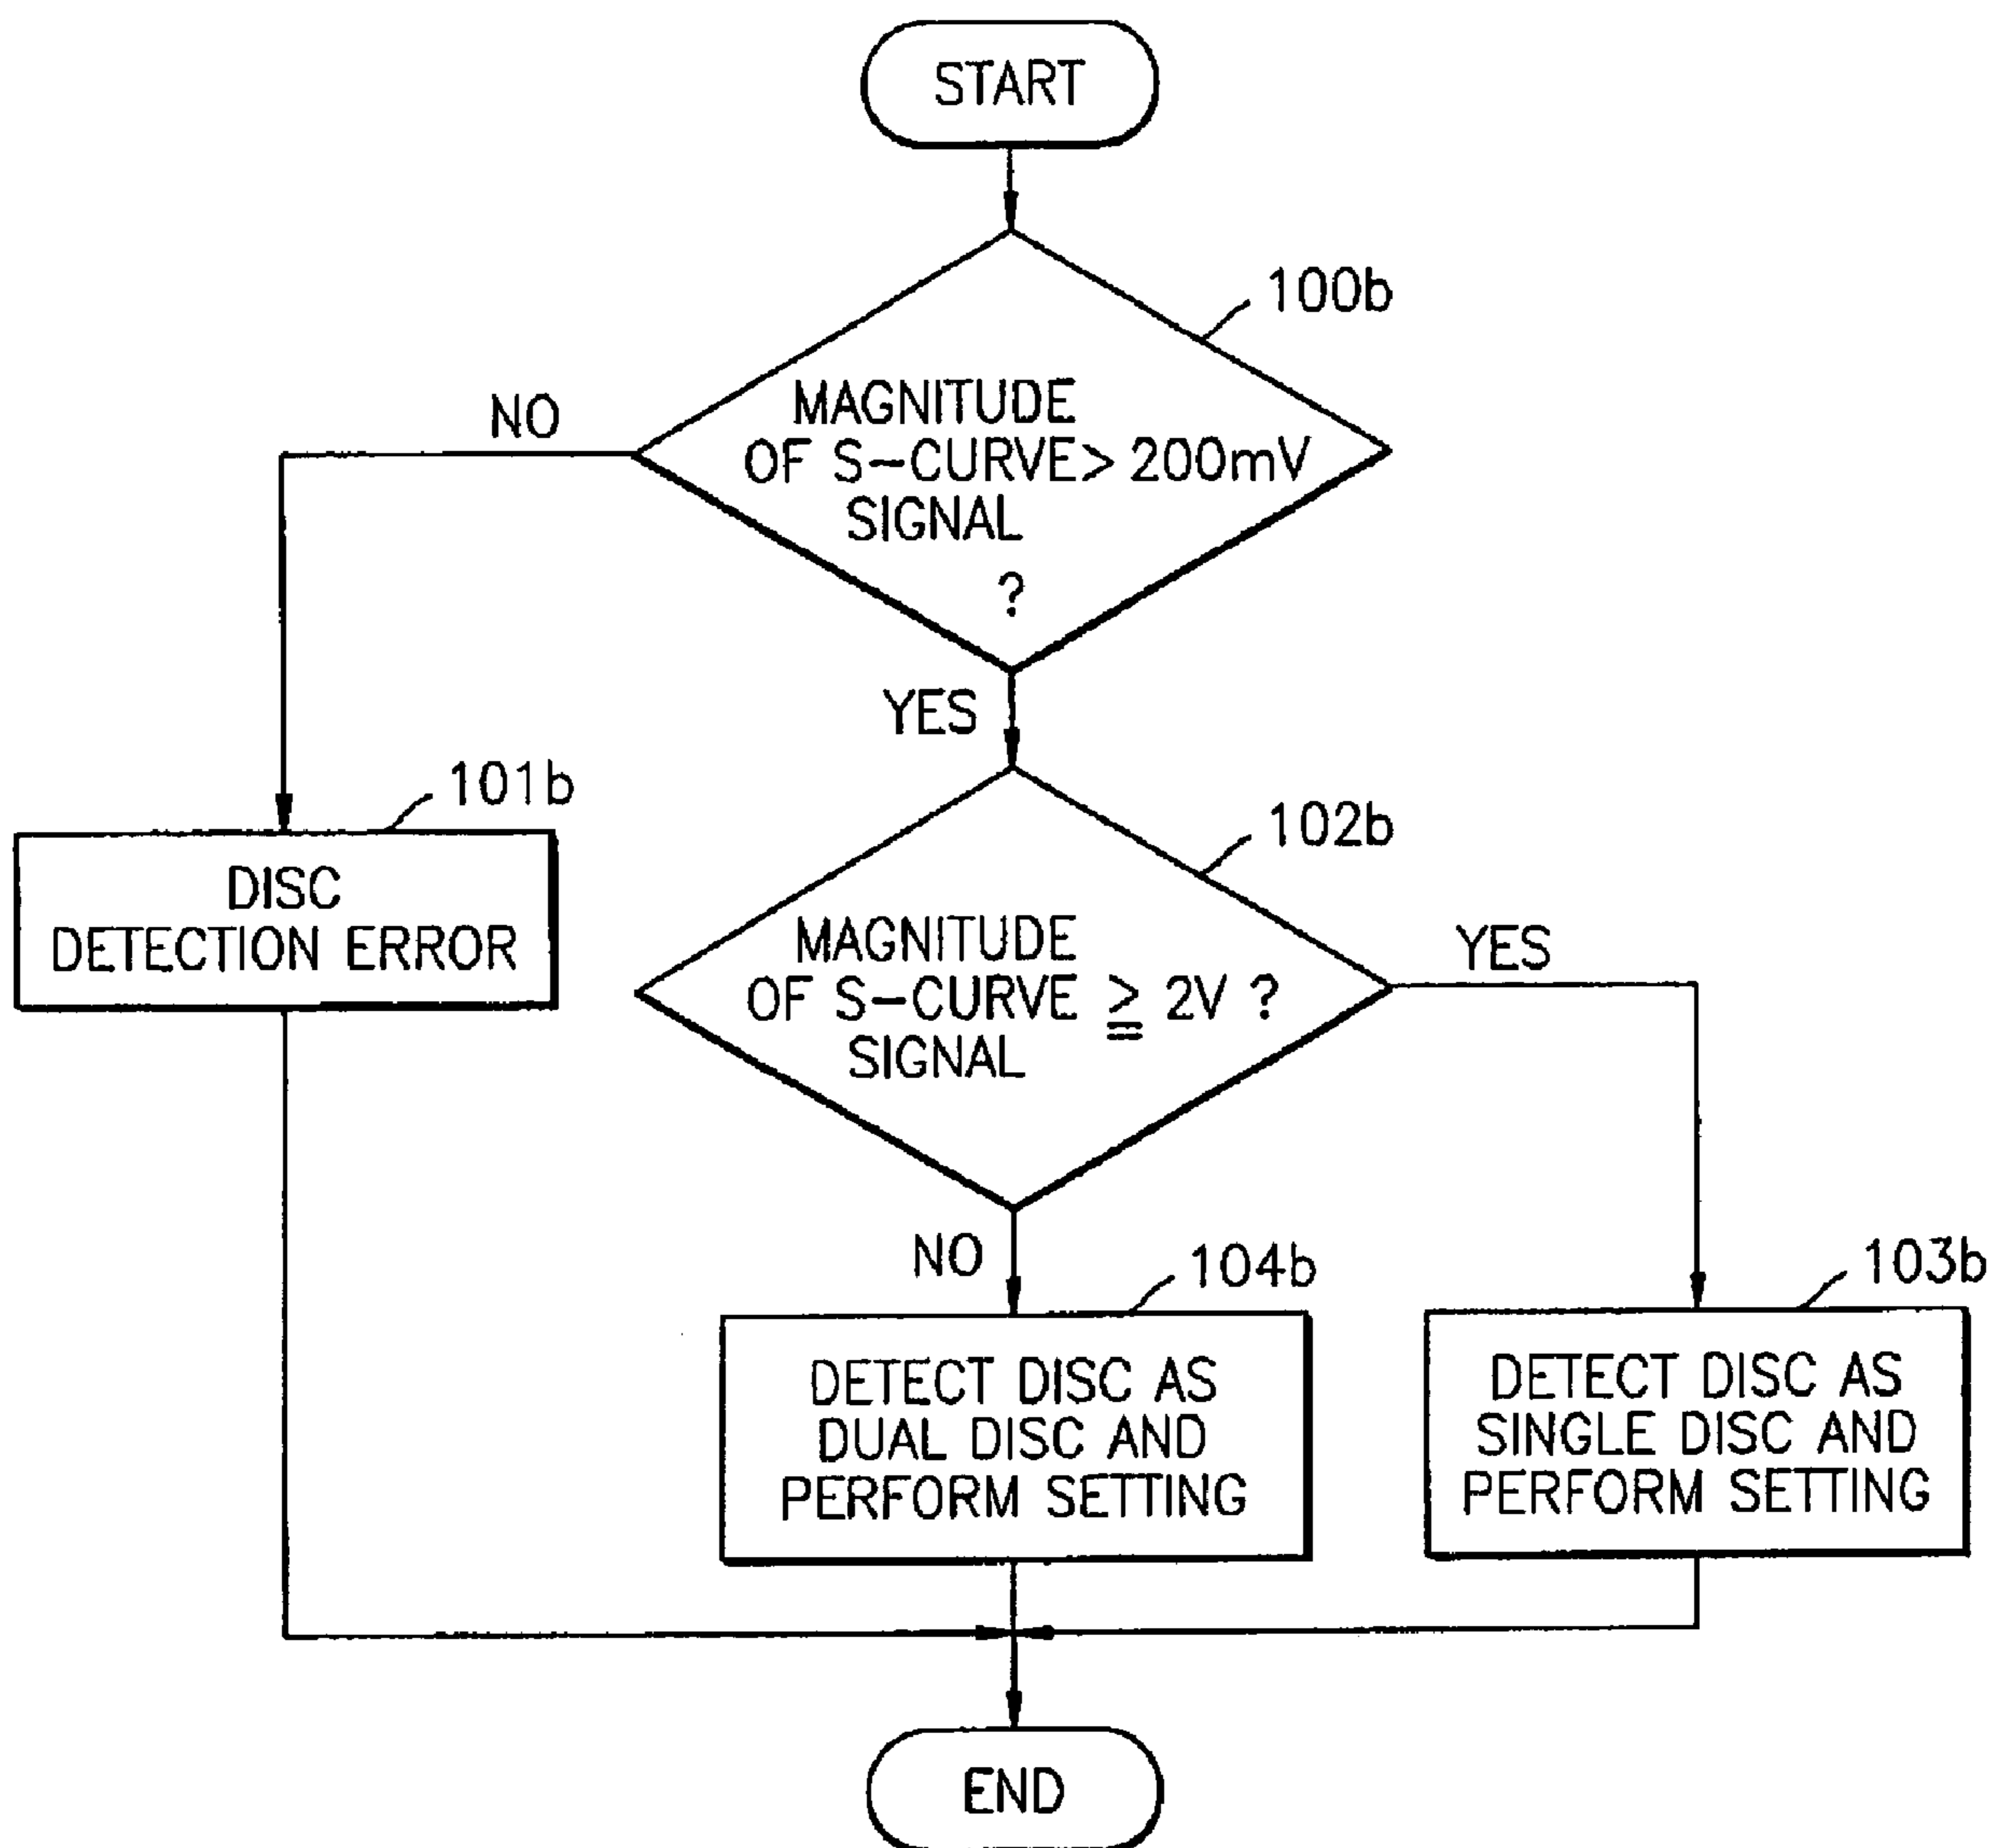 START
100b
MAGNITUDE
OF S-CURVE > 200mV
SIGNAL
?
NO
YES
101b
DISC
DETECTION ERROR
102b
MAGNITUDE
OF S-CURVE ≧ 2V ?
SIGNAL
YES
NO
104b
DETECT DISC AS
DUAL DISC AND
PERFORM SETTING
103b
DETECT DISC AS
SINGLE DISC AND
PERFORM SETTING
END